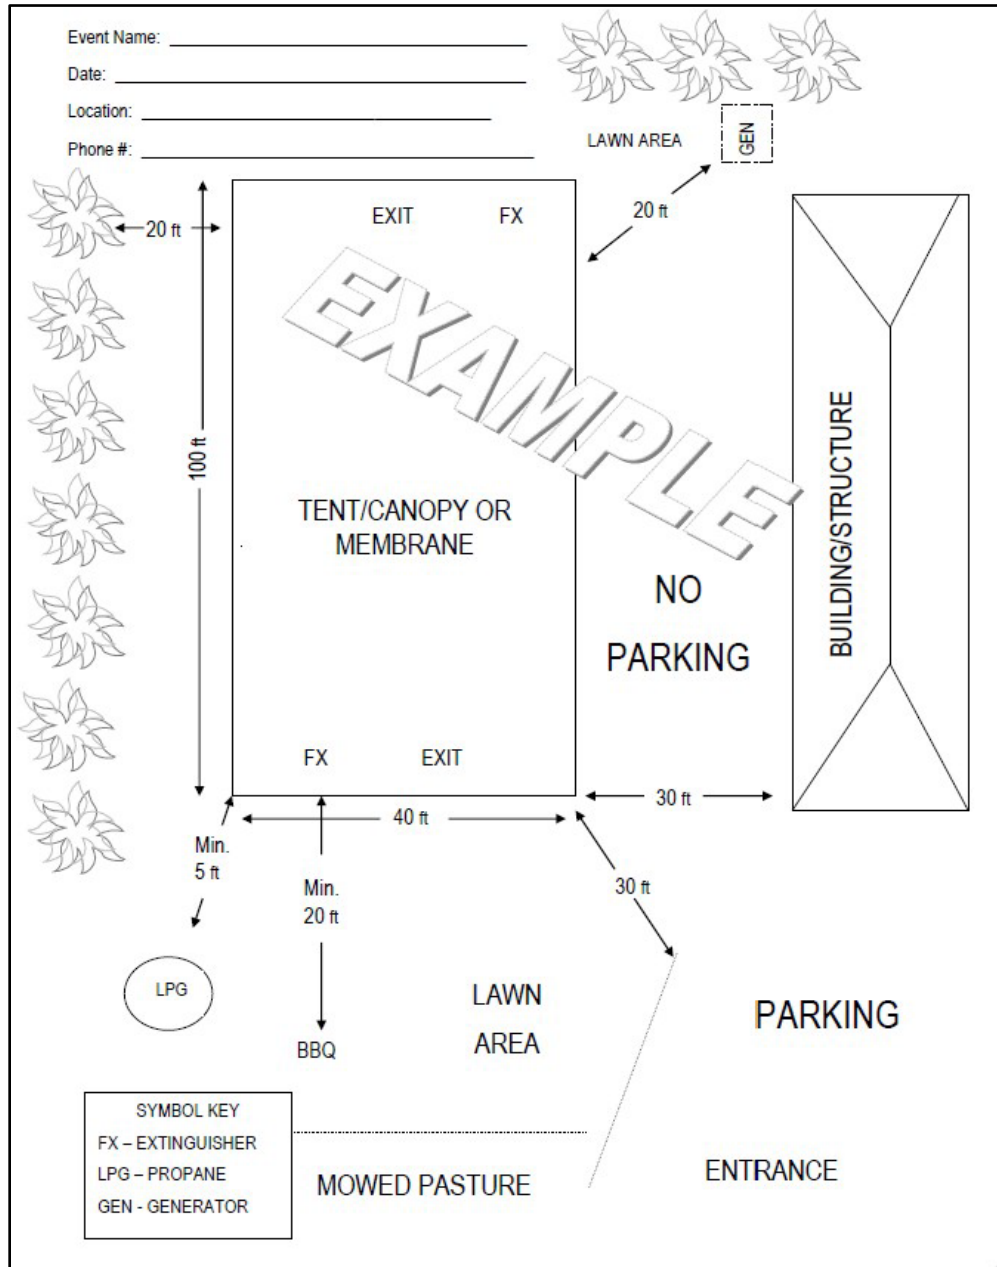 Event Name:
Date:
Location:
Phone #:
LAWN AREA
GEN
20 ft
20 ft
EXIT FX
EXAMPLE
100 ft
TENT/CANOPY OR
MEMBRANE
NO
PARKING
BUILDING/STRUCTURE
FX EXIT
30 ft
40 ft
Min.
5 ft
Min.
20 ft
30 ft
LPG
BBQ
LAWN
AREA
PARKING
SYMBOL KEY
FX – EXTINGUISHER
LPG – PROPANE
GEN - GENERATOR
MOWED PASTURE
ENTRANCE